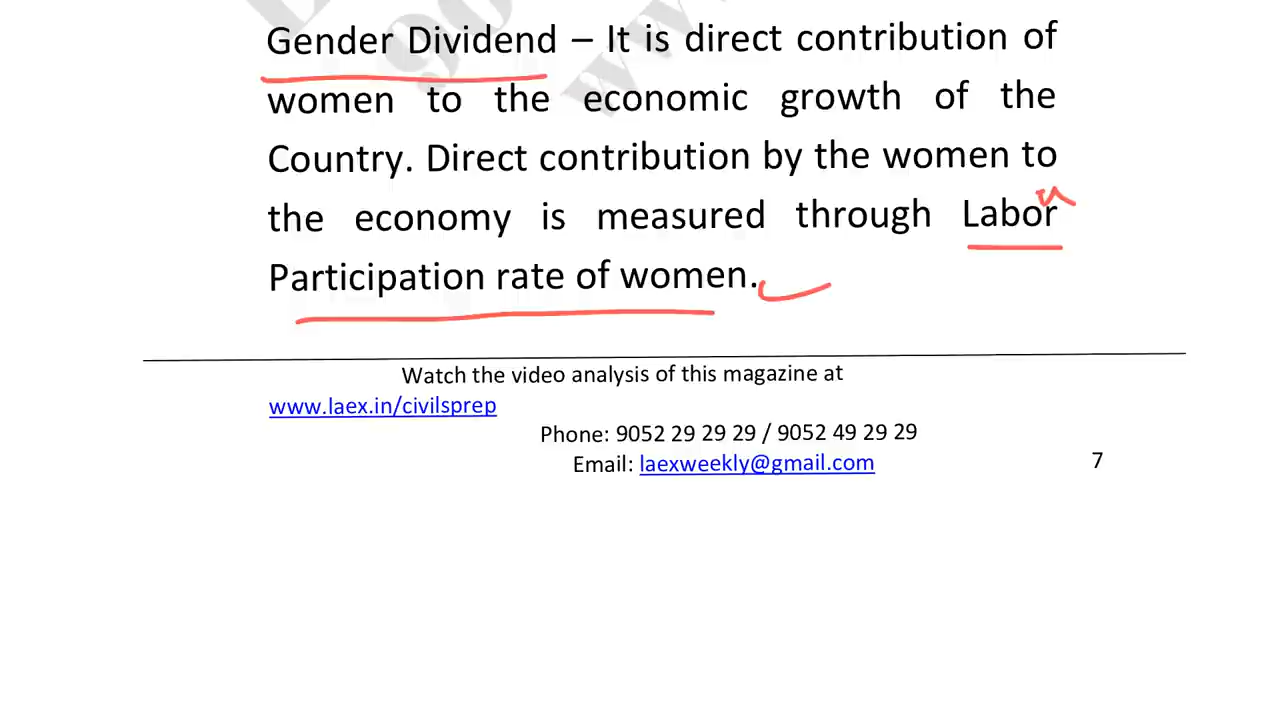 Gender Dividend – It is direct contribution of
women to the economic growth of the
Country. Direct contribution by the women to
the economy is measured through Labor
u
Participation rate of women.
Watch the video analysis of this magazine at
www.laex.in/civilsprep
Phone: 9052 29 29 29 / 9052 49 29 29
Email: laexweekly@gmail.com
7